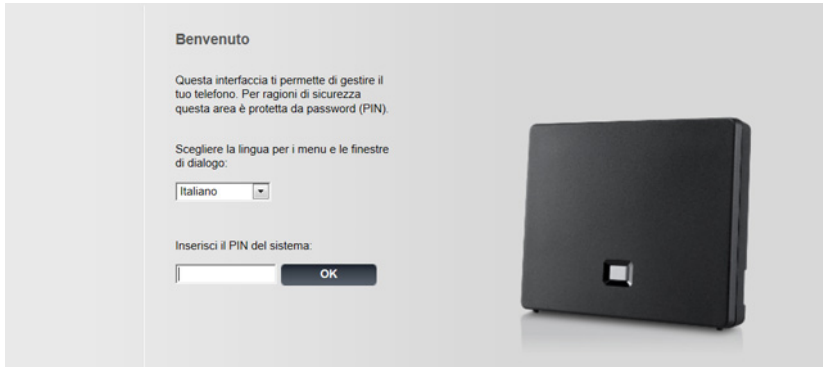 Benvenuto
Questa interfaccia ti permette di gestire il
tuo telefono. Per ragioni di sicurezza
questa area è protetta da password (PIN).
Scegliere la lingua per i menu e le finestre
di dialogo:
Italiano
Inserisci il PIN del sistema:
OK